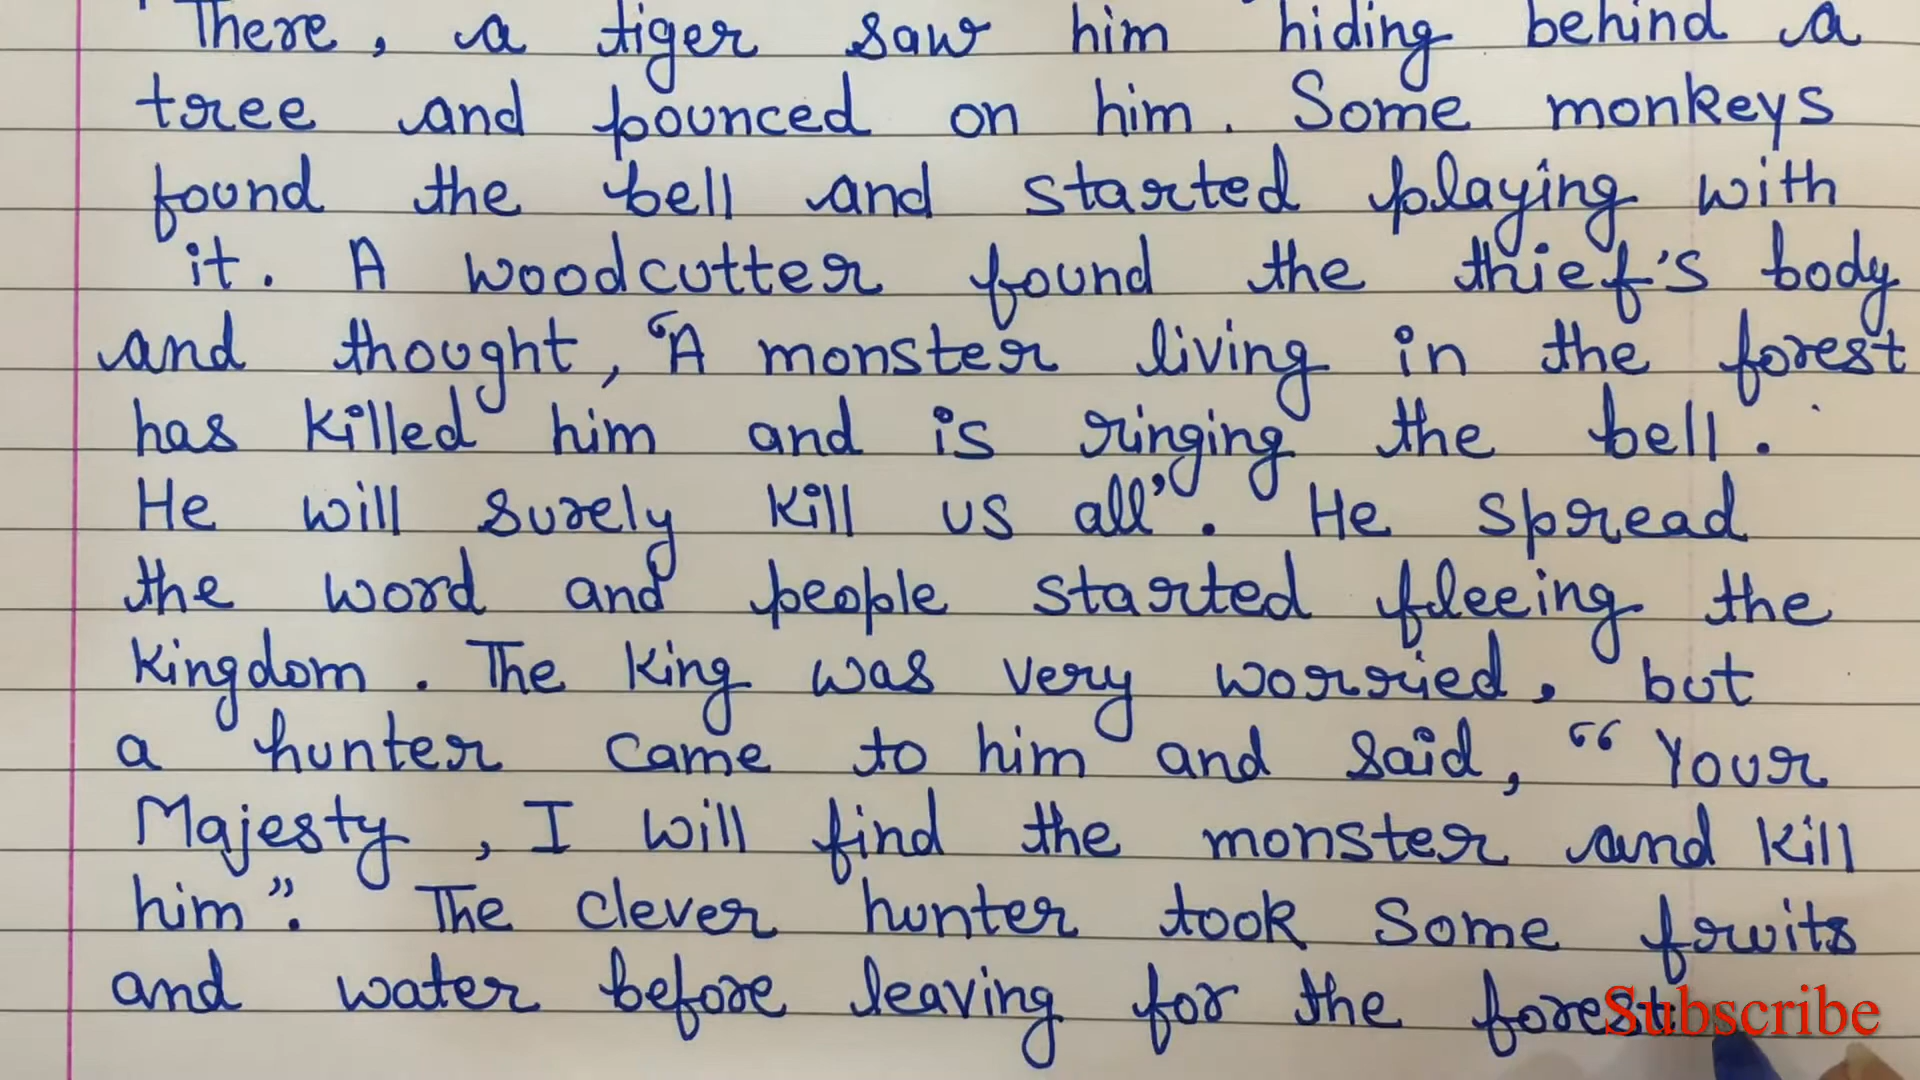 There, a tiger saw him hiding behind a
tree and pounced on him. Some monkeys
found the bell and started playing with
it. A woodcutter found the thief's body
and thought, "A monster living in the forest
has killed him and is ringing the bell.
He will surely kill us all". He spread
the word and people started fleeing the
kingdom. The king was very worried, but
a hunter came to him and said, "Your
Majesty, I will find the monster and kill
him". The clever hunter took some fruits
and water before leaving for the forest
Subscribe